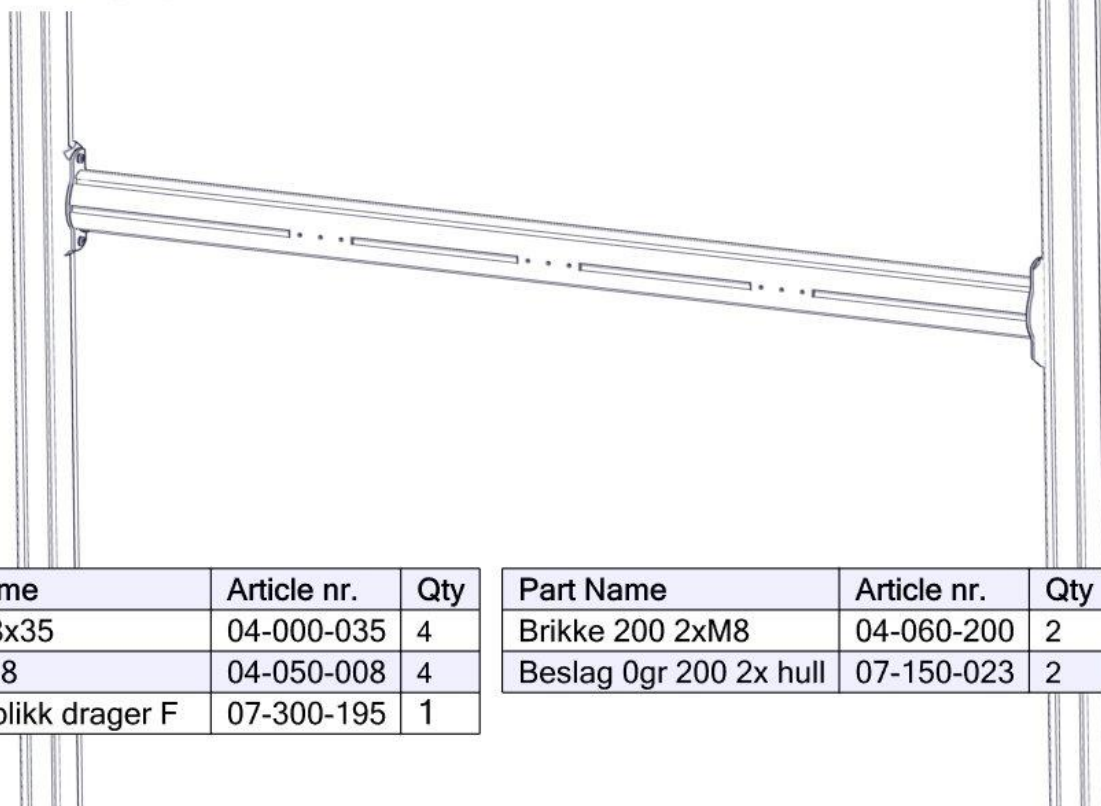 me Article nr. Qty
x35 04-000-035 4
8 04-050-008 4
blikk drager F 07-300-195 1
Part Name Article nr. Qty
Brikke 200 2xM8 04-060-200 2
Beslag 0gr 200 2x hull 07-150-023 2